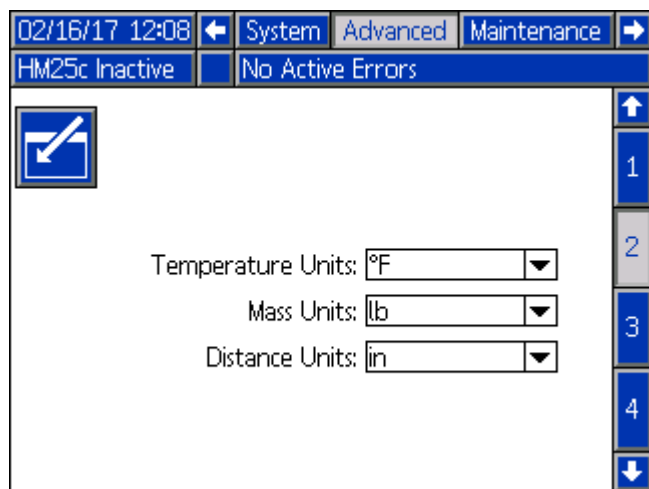 02/16/17 12:08 System Advanced Maintenance
HM25c Inactive No Active Errors
1
2
Temperature Units: °F
Mass Units: lb
3
Distance Units: in
4